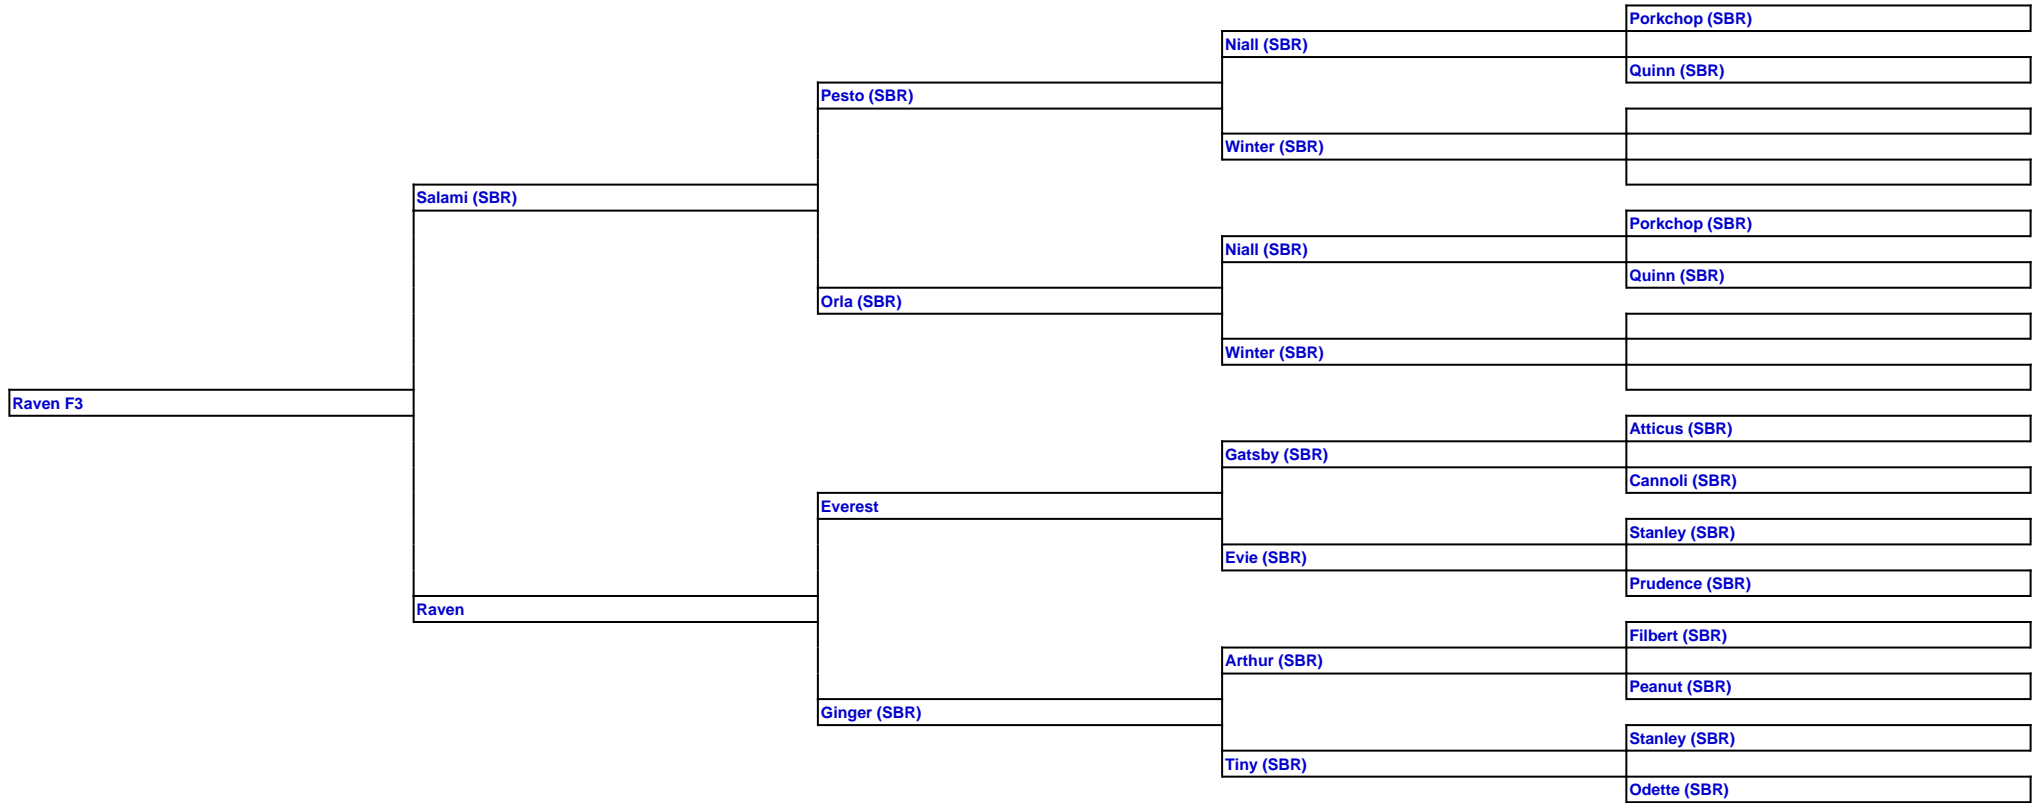 Porkchop (SBR)
Niall (SBR)
Quinn (SBR)
Pesto (SBR)
Winter (SBR)
Salami (SBR)
Porkchop (SBR)
Niall (SBR)
Quinn (SBR)
Orla (SBR)
Winter (SBR)
Raven F3
Atticus (SBR)
Gatsby (SBR)
Cannoli (SBR)
Everest
Stanley (SBR)
Evie (SBR)
Prudence (SBR)
Raven
Filbert (SBR)
Arthur (SBR)
Peanut (SBR)
Ginger (SBR)
Stanley (SBR)
Tiny (SBR)
Odette (SBR)